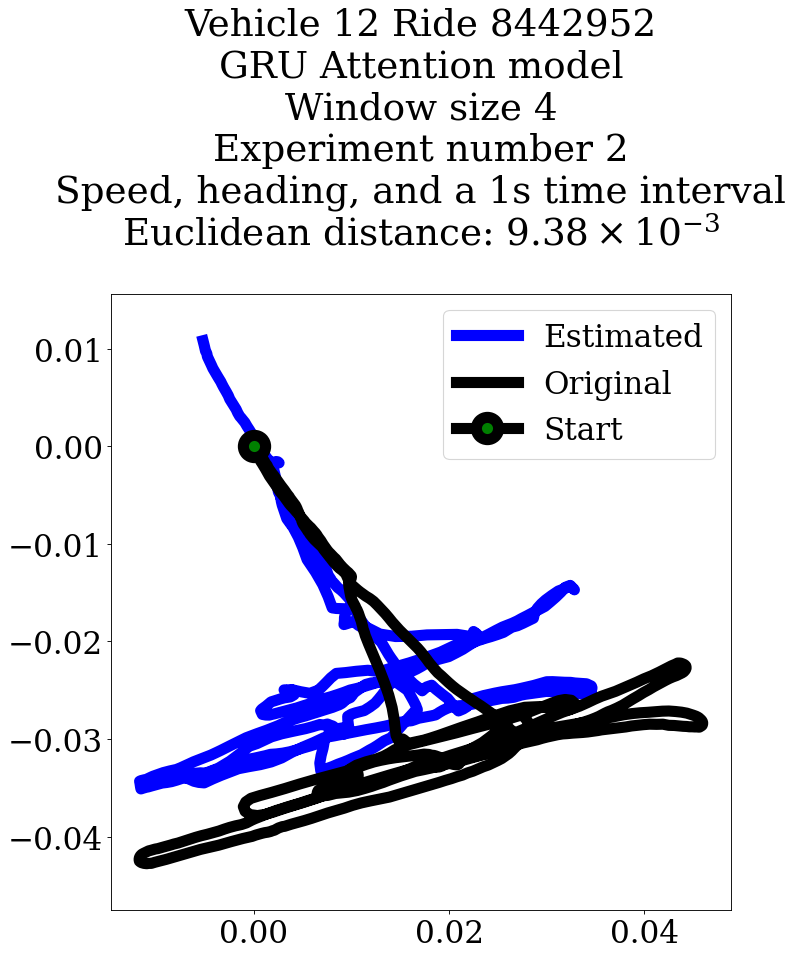 Vehicle 12 Ride 8442952
GRU Attention model
Window size 4
Experiment number 2
Speed, heading, and a 1s time interval
Euclidean distance: 9.38 × 10⁻³
Estimated
Original
Start
0.01
0.00
−0.01
−0.02
−0.03
−0.04
0.00 0.02 0.04